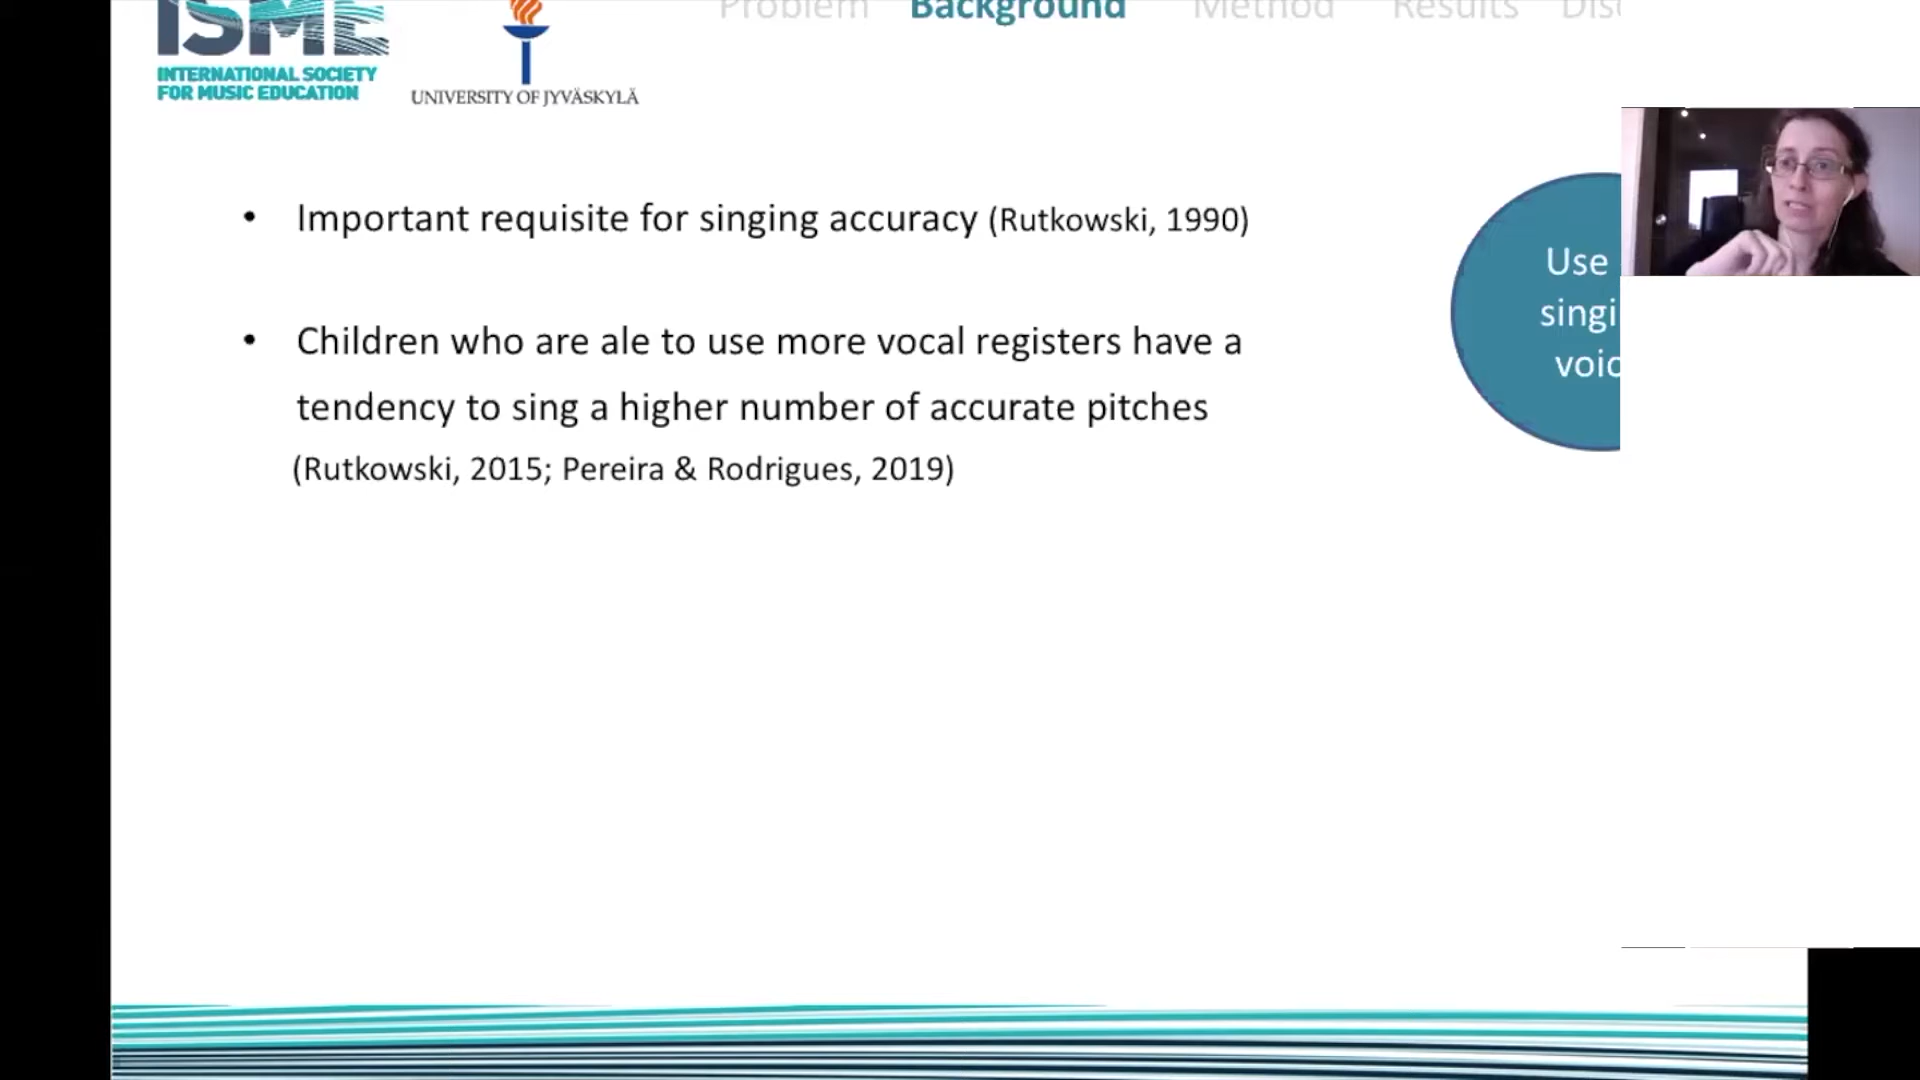 ISME
INTERNATIONAL SOCIETY
FOR MUSIC EDUCATION
UNIVERSITY OF JYVÄSKYLÄ
Problem Background Method Results Disc
• Important requisite for singing accuracy (Rutkowski, 1990)
• Children who are ale to use more vocal registers have a
tendency to sing a higher number of accurate pitches
(Rutkowski, 2015; Pereira & Rodrigues, 2019)
Use
singi
voic